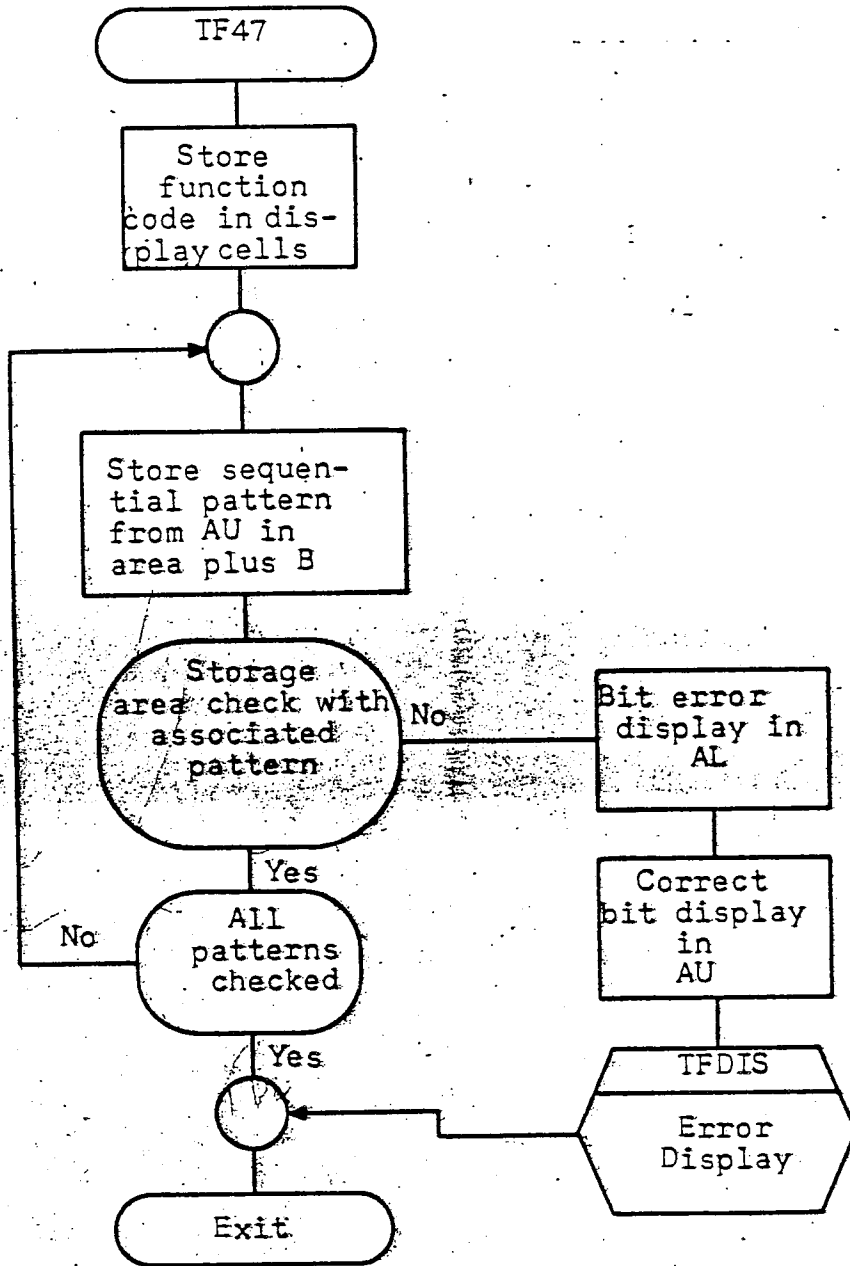 TF47
Store
function
code in dis-
play cells
Store sequen-
tial pattern
from AU in
area plus B
Storage
area check with
associated
pattern
No
Bit error
display in
AL
Yes
Correct
bit display
in
AU
All
patterns
checked
No
Yes
TFDIS
Error
Display
Exit